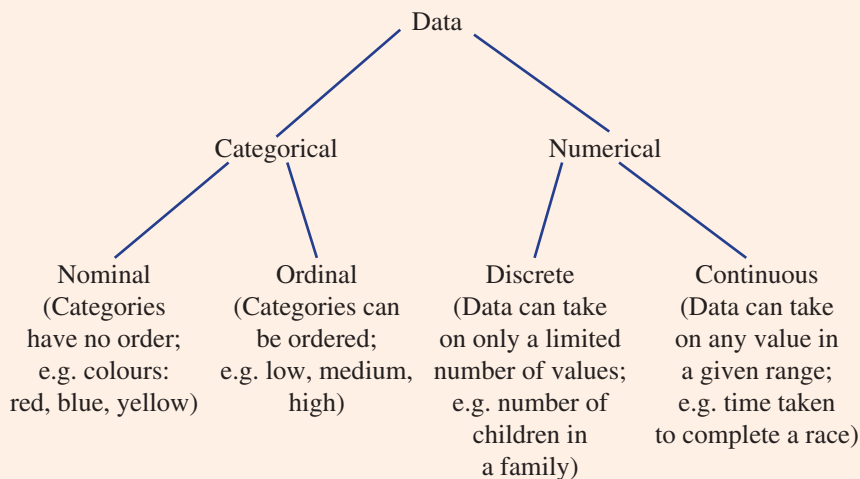 Data
Categorical
Numerical
Nominal
(Categories
have no order;
e.g. colours:
red, blue, yellow)
Ordinal
(Categories can
be ordered;
e.g. low, medium,
high)
Discrete
(Data can take
on only a limited
number of values;
e.g. number of
children in
a family)
Continuous
(Data can take
on any value in
a given range;
e.g. time taken
to complete a race)